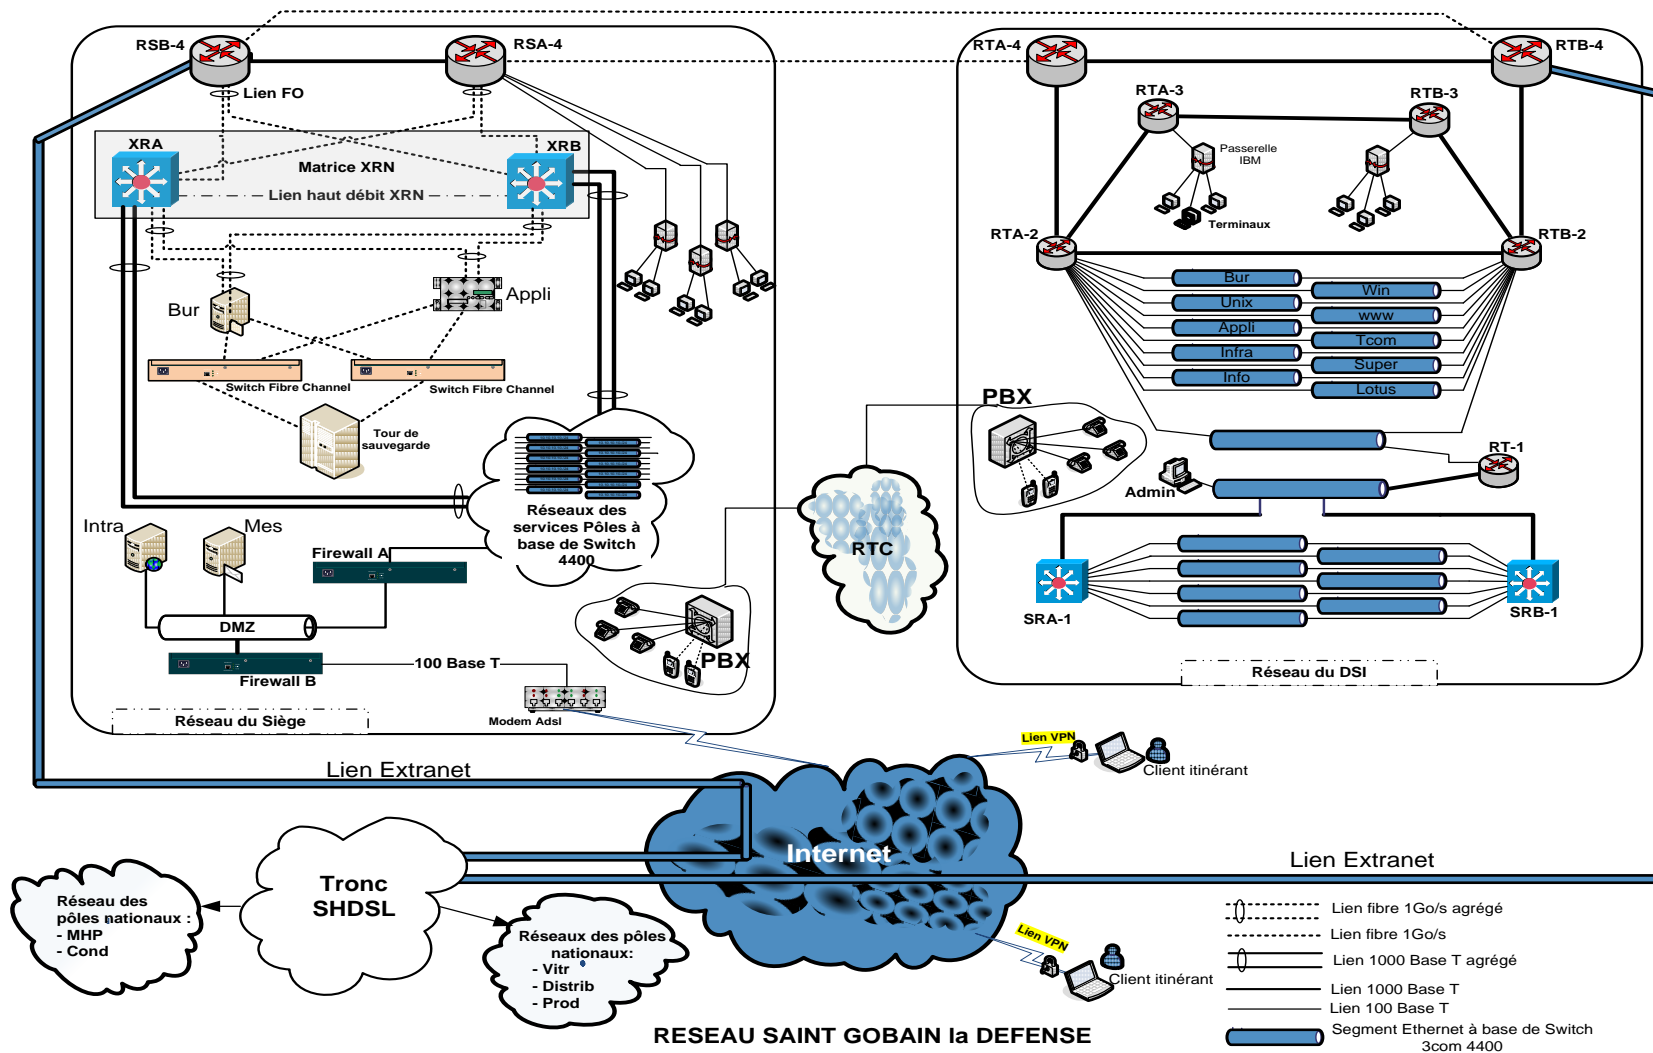 RSB-4
RSA-4
RTA-4
RTB-4
Lien FO
XRA
XRB
Matrice XRN
Lien haut débit XRN
RTA-3
RTB-3
Passerelle
IBM
Terminaux
RTA-2
RTB-2
Bur
Appli
Bur
Win
Unix
www
Appli
Tcom
Infra
Super
Info
Lotus
Switch Fibre Channel
Switch Fibre Channel
Tour de
sauvegarde
PBX
RT-1
Admin
Intra
Mes
Firewall A
Réseaux des
services Pôles à
base de Switch
4400
RTC
DMZ
SRA-1
SRB-1
Firewall B
100 Base T
PBX
Modem Adsl
Réseau du DSI
Réseau du Siège
Lien VPN
Client itinérant
Lien Extranet
Internet
Lien Extranet
Tronc
SHDSL
Réseau des
pôles nationaux :
- MHP
- Cond
Réseaux des pôles
nationaux:
- Vitr
- Distrib
- Prod
Lien VPN
Client itinérant
Lien fibre 1Go/s agrégé
Lien fibre 1Go/s
Lien 1000 Base T agrégé
Lien 1000 Base T
Lien 100 Base T
Segment Ethernet à base de Switch
3com 4400
RESEAU SAINT GOBAIN la DEFENSE